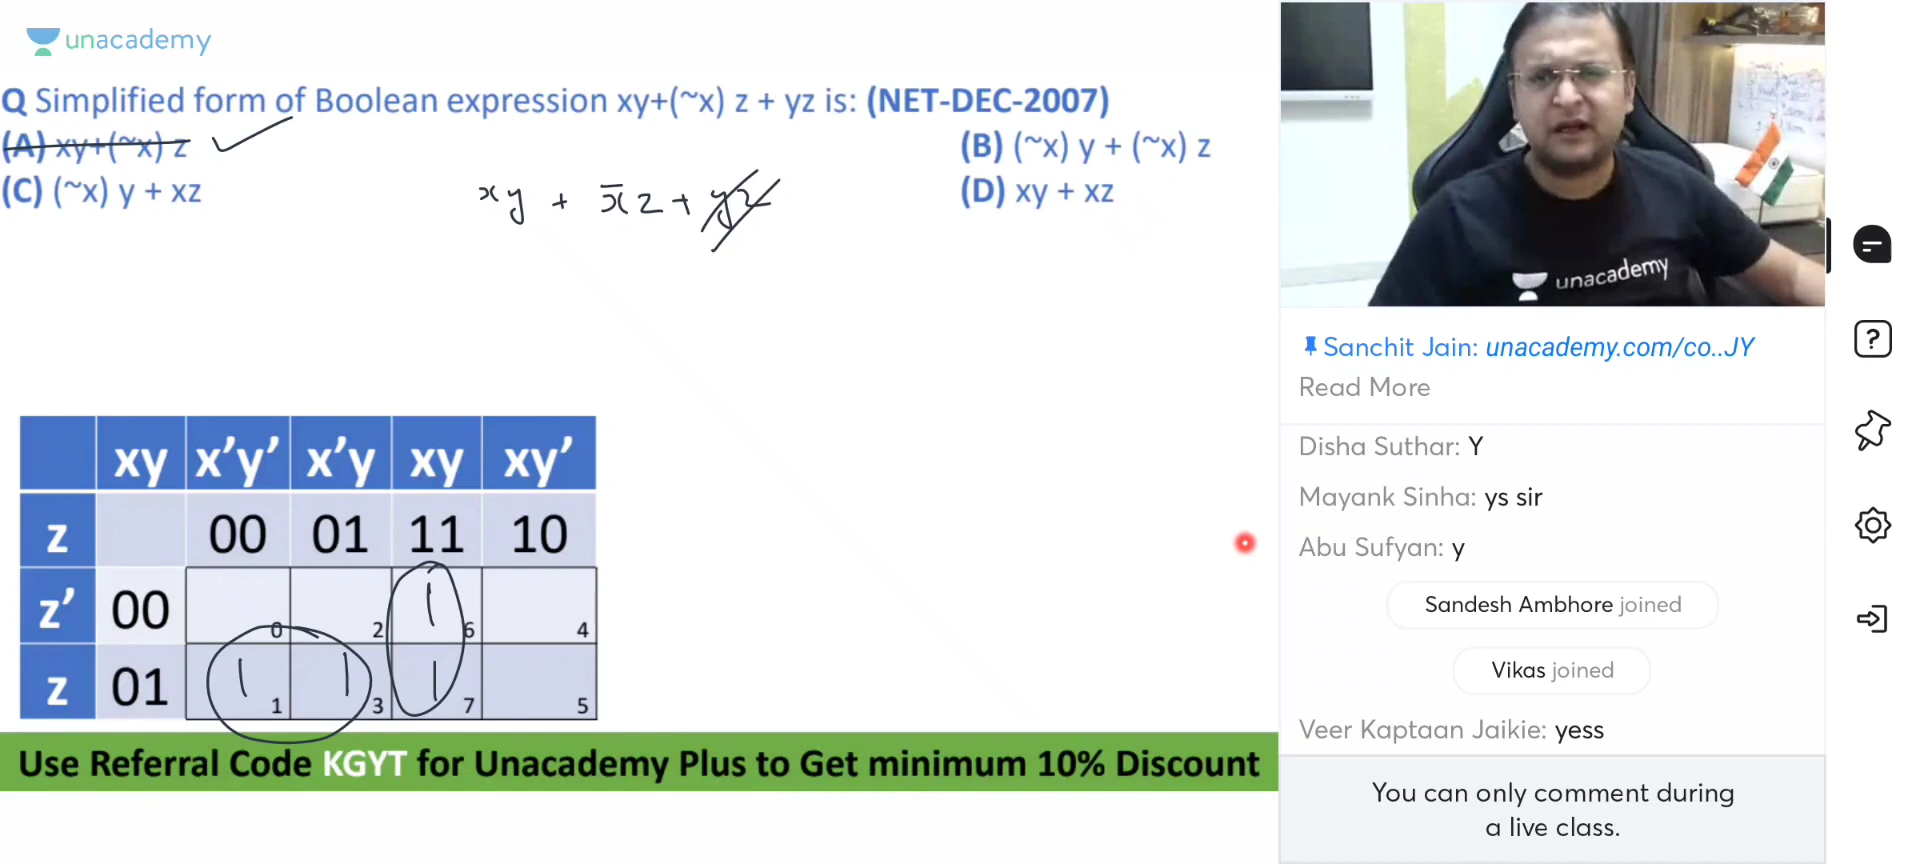 unacademy
Q Simplified form of Boolean expression xy+(~x) z + yz is: (NET-DEC-2007)
(A) xy+(~x) z
(B) (~x) y + (~x) z
(C) (~x) y + xz
(D) xy + xz
xy + x̄z + yz
xy x'y' x'y xy xy'
z 00 01 11 10
z' 00 0 2 1 6 4
z 01 1 1 1 3 1 7 5
Use Referral Code KGYT for Unacademy Plus to Get minimum 10% Discount
unacademy
Sanchit Jain: unacademy.com/co..JY
Read More
Disha Suthar: Y
Mayank Sinha: ys sir
Abu Sufyan: y
Sandesh Ambhore joined
Vikas joined
Veer Kaptaan Jaikie: yess
You can only comment during
a live class.
?